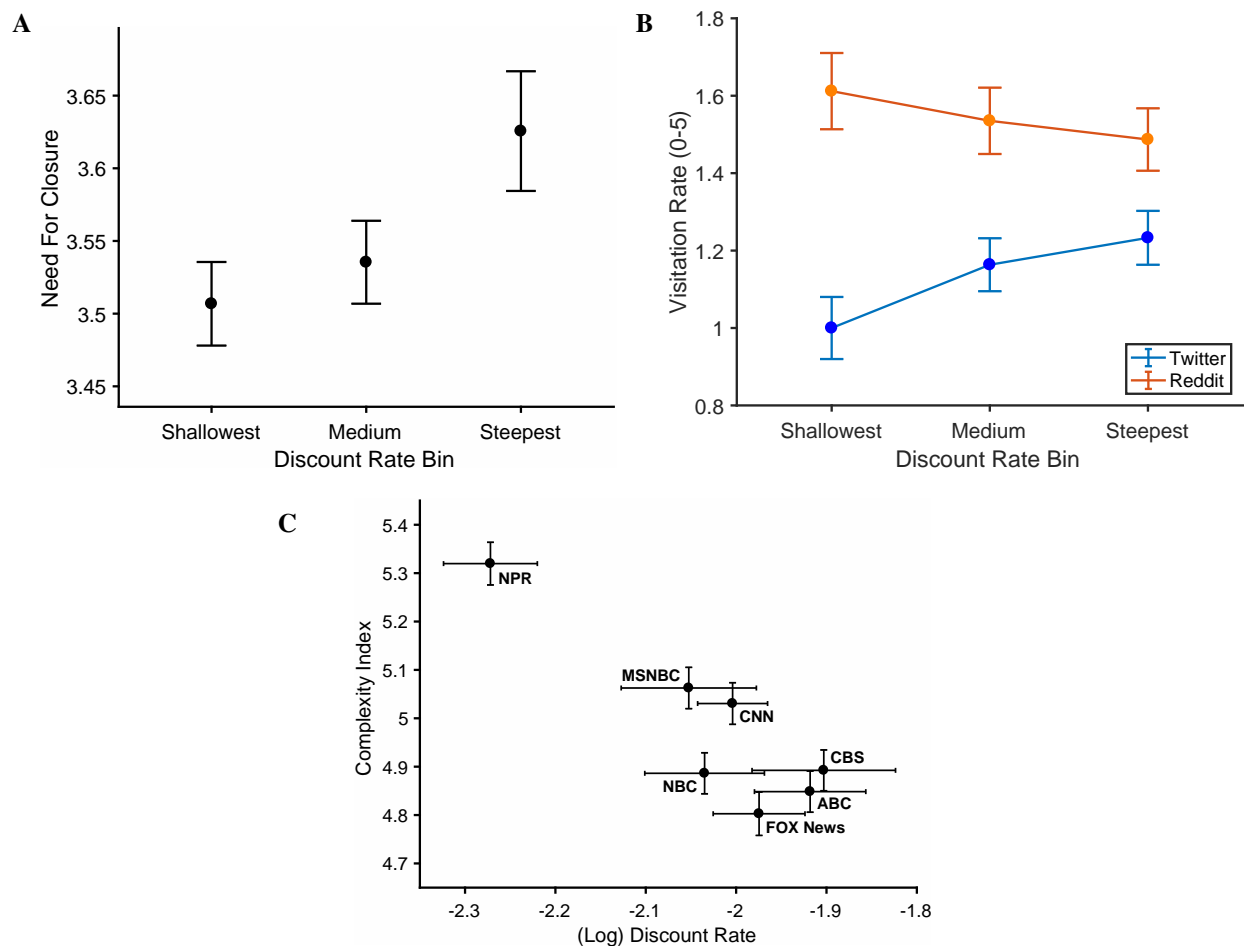 A
Need For Closure
3.65
3.6
3.55
3.5
3.45
Shallowest Medium Steepest
Discount Rate Bin
B
Visitation Rate (0-5)
1.8
1.6
1.4
1.2
1
0.8
Shallowest Medium Steepest
Discount Rate Bin
Twitter
Reddit
C
Complexity Index
5.4
5.3
5.2
5.1
5
4.9
4.8
4.7
NPR
MSNBC
CNN
CBS
NBC
ABC
FOX News
-2.3 -2.2 -2.1 -2 -1.9 -1.8
(Log) Discount Rate